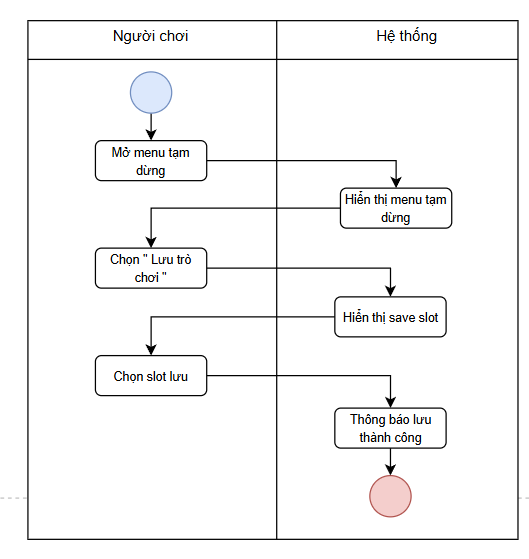 Người chơi
Hệ thống
Mở menu tạm
dừng
Hiển thị menu tạm
dừng
Chọn " Lưu trò
chơi "
Hiển thị save slot
Chọn slot lưu
Thông báo lưu
thành công